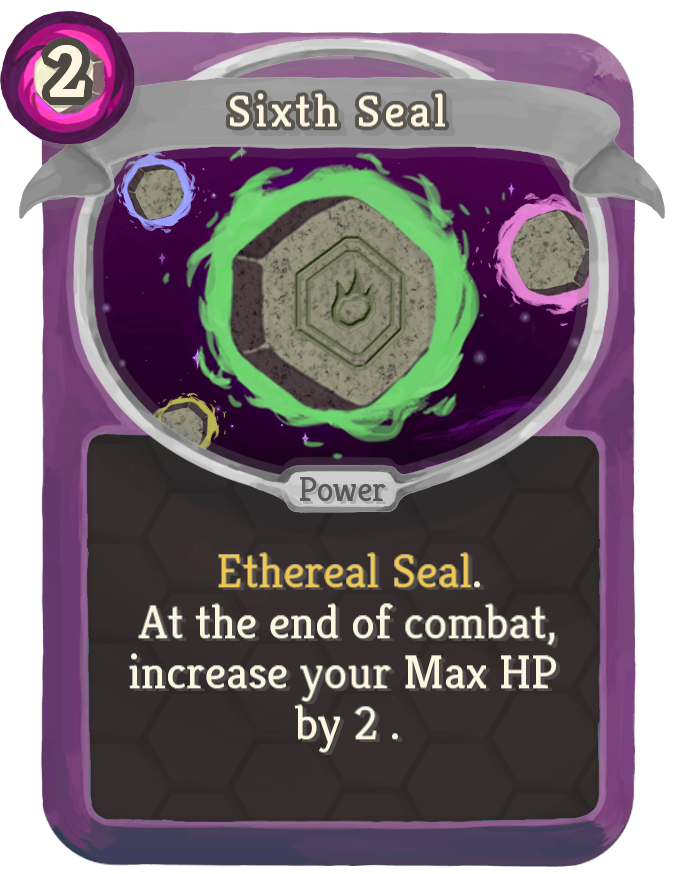 2
Sixth Seal
Power
Ethereal Seal.
At the end of combat,
increase your Max HP
by 2 .